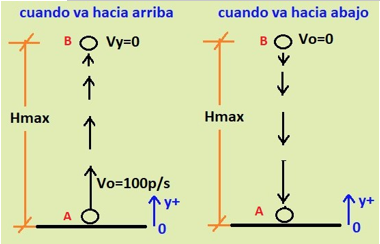 cuando va hacia arriba
B Vy=0
Hmax
Vo=100p/s
A
y+
0
cuando va hacia abajo
B Vo=0
Hmax
A
y+
0